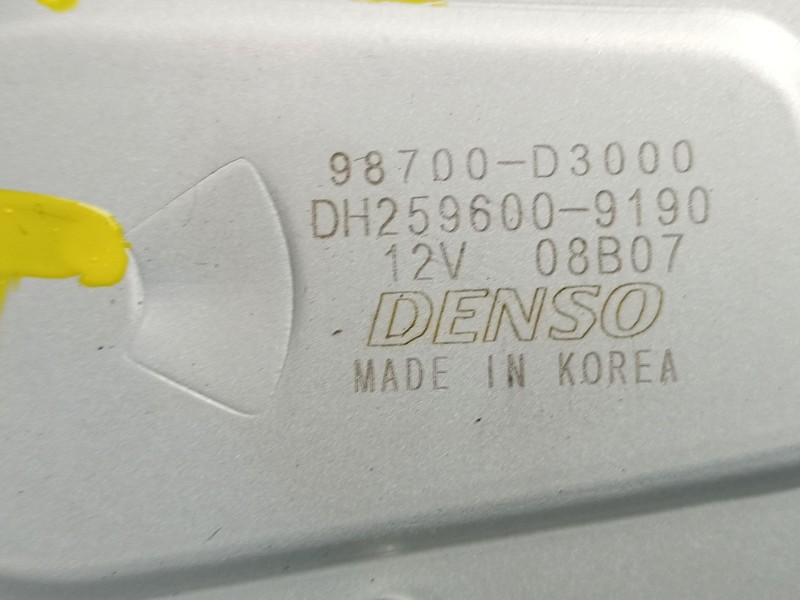 98700-D3000
DH259600-9190
12V 08B07
DENSO
MADE IN KOREA